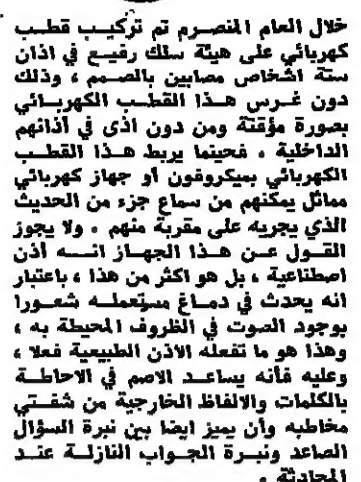 خلال العام المنصرم تم تركيب قطب
كهربائي على هيئة سلك رفيع في اذان
ستة اشخاص مصابين بالصمم ، وذلك
دون غرس هذا القطب الكهربائي
بصورة مؤقتة ومن دون اذى في أذانهم
الداخلية . فحينما يربط هذا القطب
الكهربائي بميكروفون أو جهاز كهربائي
مماثل يمكنهم من سماع جزء من الحديث
الذي يجريه على مقربة منهم . ولا يجوز
القول عن هذا الجهاز انه أذن
اصطناعية ، بل هو اكثر من هذا ، باعتبار
انه يحدث في دماغ مستعمله شعورا
بوجود الصوت في الظروف المحيطة به ،
وهذا هو ما تفعله الاذن الطبيعية فعلا ،
وعليه فأنه يساعد الاصم في الاحاطة
بالكلمات والالفاظ الخارجية من شفتي
مخاطبه وأن يميز ايضا بين نبرة السؤال
الصاعد ونبرة الجواب النازلة عند
المحادثة .